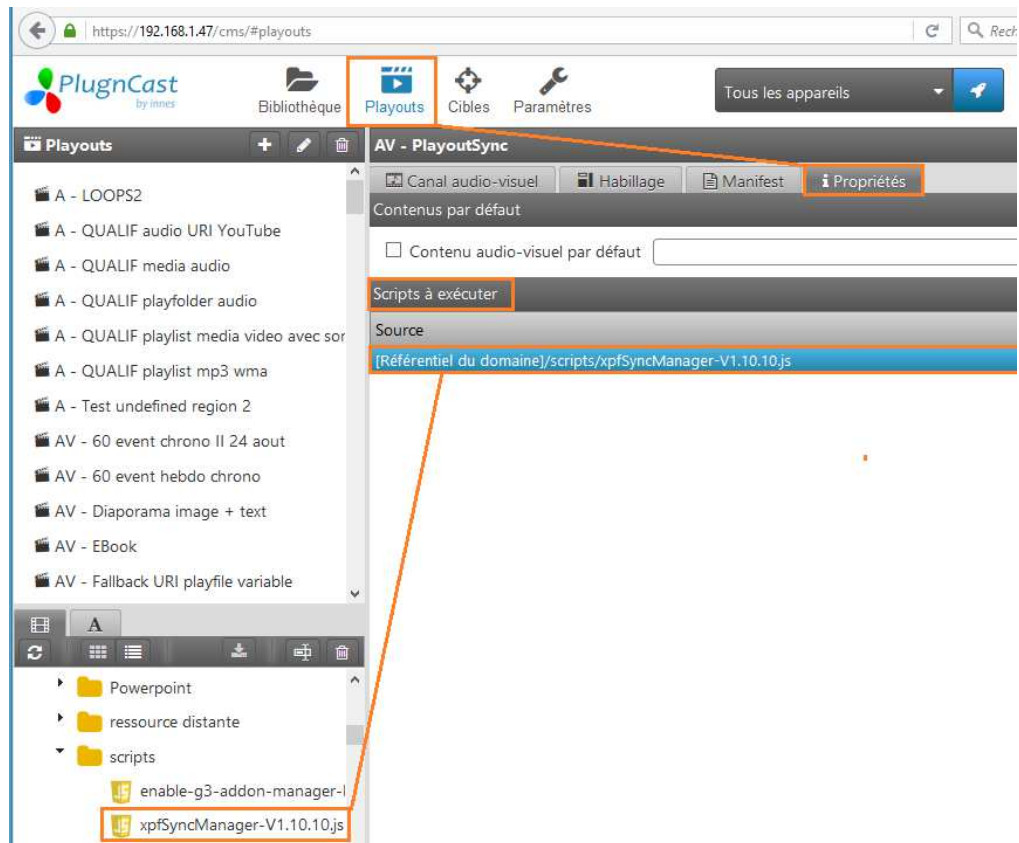 https://192.168.1.47/cms/#playouts
Rech
PlugnCast
by innes
Bibliothèque
Playouts
Cibles
Paramètres
Tous les appareils
Playouts
A - LOOPS2
A - QUALIF audio URI YouTube
A - QUALIF media audio
A - QUALIF playfolder audio
A - QUALIF playlist media video avec sor
A - QUALIF playlist mp3 wma
A - Test undefined region 2
AV - 60 event chrono II 24 aout
AV - 60 event hebdo chrono
AV - Diaporama image + text
AV - EBook
AV - Fallback URI playfile variable
A
Powerpoint
ressource distante
scripts
enable-g3-addon-manager-l
xpfSyncManager-V1.10.10.js
AV - PlayoutSync
Canal audio-visuel
Habillage
Manifest
Propriétés
Contenus par défaut
Contenu audio-visuel par défaut
Scripts à exécuter
Source
[Référentiel du domaine]/scripts/xpfSyncManager-V1.10.10.js